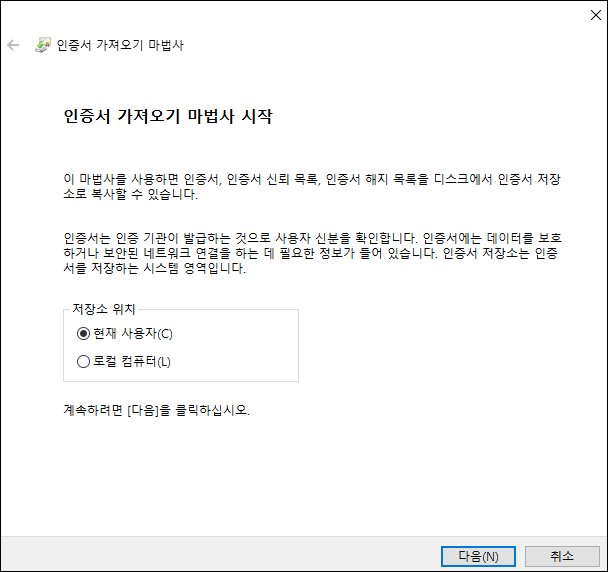 인증서 가져오기 마법사
인증서 가져오기 마법사 시작
이 마법사를 사용하면 인증서, 인증서 신뢰 목록, 인증서 해지 목록을 디스크에서 인증서 저장
소로 복사할 수 있습니다.
인증서는 인증 기관이 발급하는 것으로 사용자 신분을 확인합니다. 인증서에는 데이터를 보호
하거나 보안된 네트워크 연결을 하는 데 필요한 정보가 들어 있습니다. 인증서 저장소는 인증
서를 저장하는 시스템 영역입니다.
저장소 위치
현재 사용자(C)
로컬 컴퓨터(L)
계속하려면 [다음]을 클릭하십시오.
다음(N)
취소